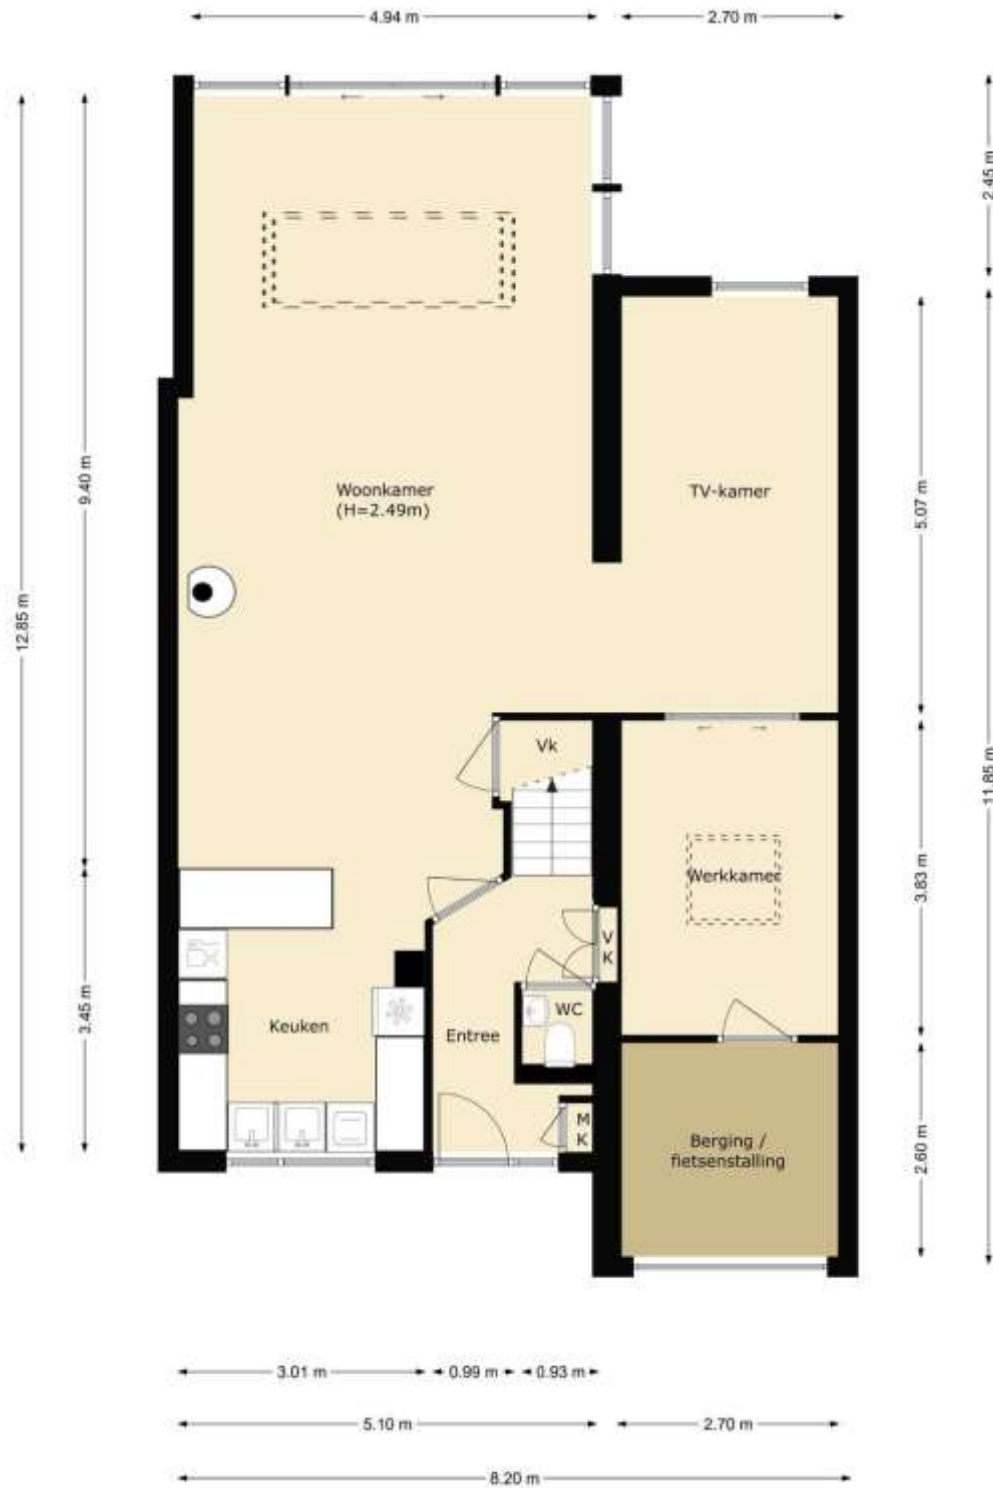 4.94 m
2.70 m
2.45 m
12.85 m
9.40 m
Woonkamer
(H=2.49m)
TV-kamer
5.07 m
Vk
11.85 m
Werkkamer
3.83 m
V
K
3.45 m
Keuken
Entree
WC
M
K
Berging /
fietsenstalling
2.60 m
3.01 m
0.99 m
0.93 m
5.10 m
2.70 m
8.20 m